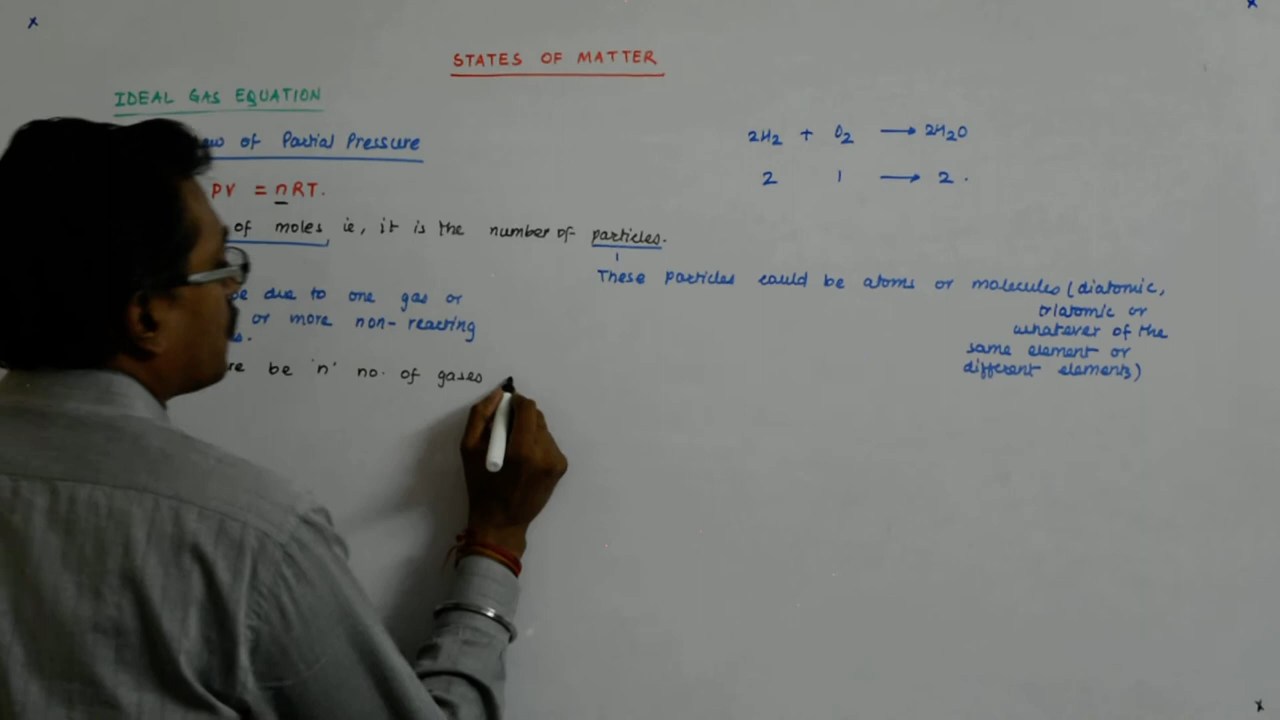 STATES OF MATTER
IDEAL GAS EQUATION
of Partial Pressure
PV = nRT.
of moles ie, it is the number of particles.
due to one gas or
or more non-reacting
be 'n' no. of gases
2H2 + O2 → 2H2O
2 1 → 2.
These particles could be atoms or molecules (diatomic,
triatomic or
whatever of the
same element or
different elements)